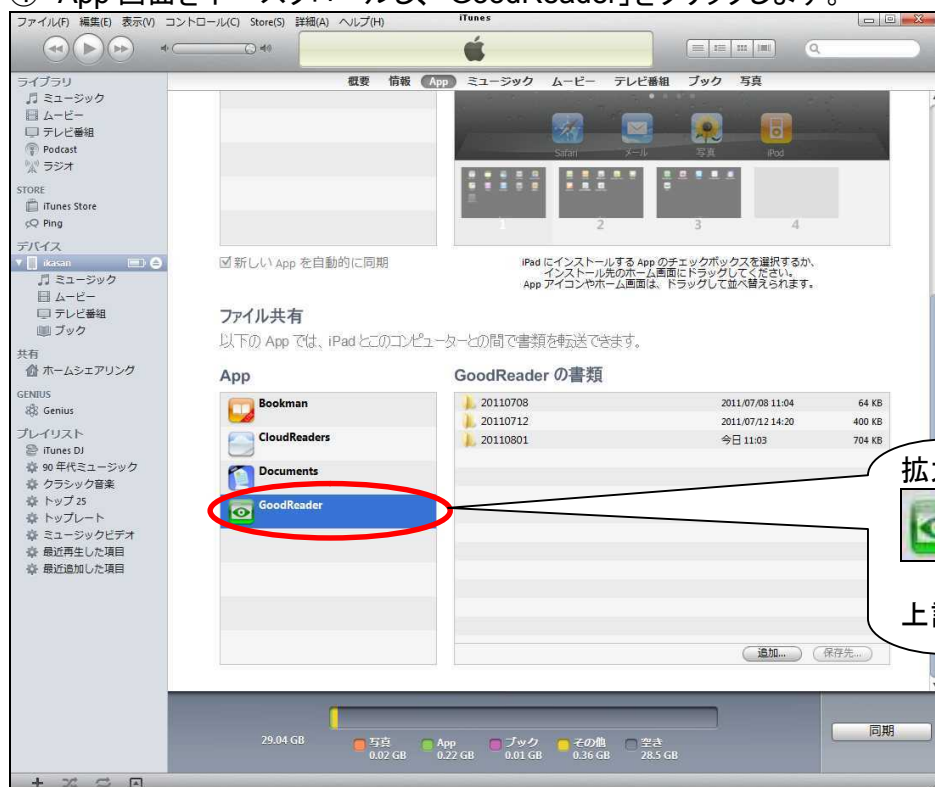 App 画面を下へスクロールし、「GoodReader」をクリックします。
iTunes
ファイル(F) 編集(E) 表示(V) コントロール(C) Store(S) 詳細(A) ヘルプ(H)
概要 情報 App ミュージック ムービー テレビ番組 ブック 写真
ライブラリ
ミュージック
ムービー
テレビ番組
Podcast
ラジオ
STORE
iTunes Store
Ping
デバイス
ikasan
ミュージック
ムービー
テレビ番組
ブック
共有
ホームシェアリング
GENIUS
Genius
プレイリスト
iTunes DJ
90 年代ミュージック
クラシック音楽
トップ 25
トップレート
ミュージックビデオ
最近再生した項目
最近追加した項目
Safari メール 写真 iPod
1 2 3 4
新しい App を自動的に同期
iPad にインストールする App のチェックボックスを選択するか、
インストール先のホーム画面にドラッグしてください。
App アイコンやホーム画面は、ドラッグして並べ替えられます。
ファイル共有
以下の App では、iPad とこのコンピューターとの間で書類を転送できます。
App
Bookman
CloudReaders
Documents
GoodReader
GoodReader の書類
20110708 2011/07/08 11:04 64 KB
20110712 2011/07/12 14:20 400 KB
20110801 今日 11:03 704 KB
拡
上
追加... 保存先...
29.04 GB
写真 0.02 GB
App 0.22 GB
ブック 0.01 GB
その他 0.36 GB
空き 28.5 GB
同期